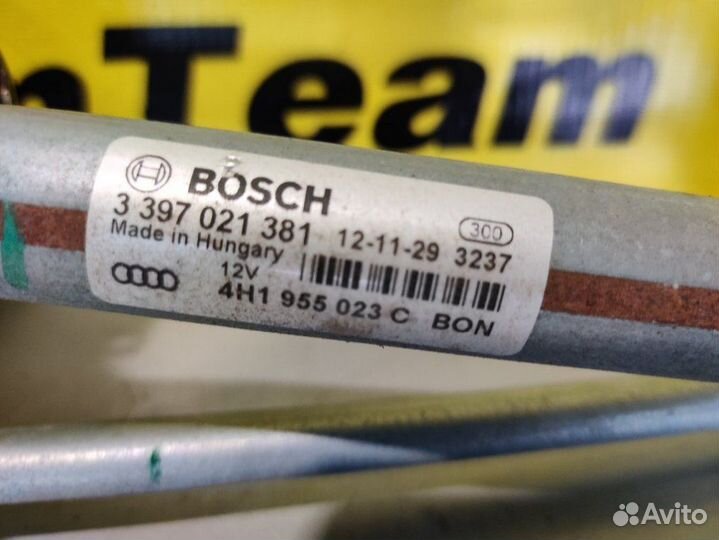 nTeam
BOSCH
3 397 021 381 12-11-29 3237
300
Made in Hungary
12V
4H1 955 023 C BON
Avito